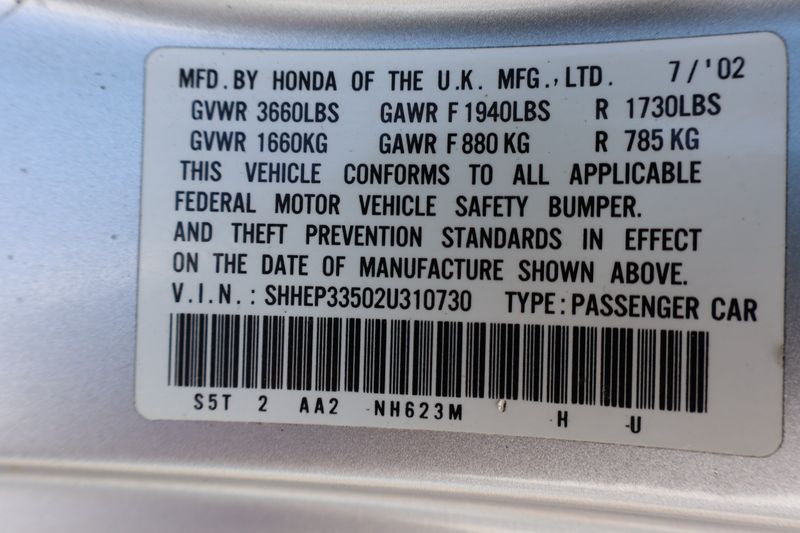 MFD. BY HONDA OF THE U.K. MFG., LTD. 7/'02
GVWR 3660LBS GAWR F 1940LBS R 1730LBS
GVWR 1660KG GAWR F 880 KG R 785 KG
THIS VEHICLE CONFORMS TO ALL APPLICABLE
FEDERAL MOTOR VEHICLE SAFETY BUMPER.
AND THEFT PREVENTION STANDARDS IN EFFECT
ON THE DATE OF MANUFACTURE SHOWN ABOVE.
V.I.N.: SHHEP33502U310730 TYPE: PASSENGER CAR
S5T 2 AA2 NH623M H -U